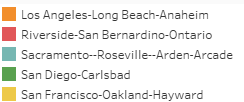 Los Angeles-Long Beach-Anaheim
Riverside-San Bernardino-Ontario
Sacramento--Roseville--Arden-Arcade
San Diego-Carlsbad
San Francisco-Oakland-Hayward